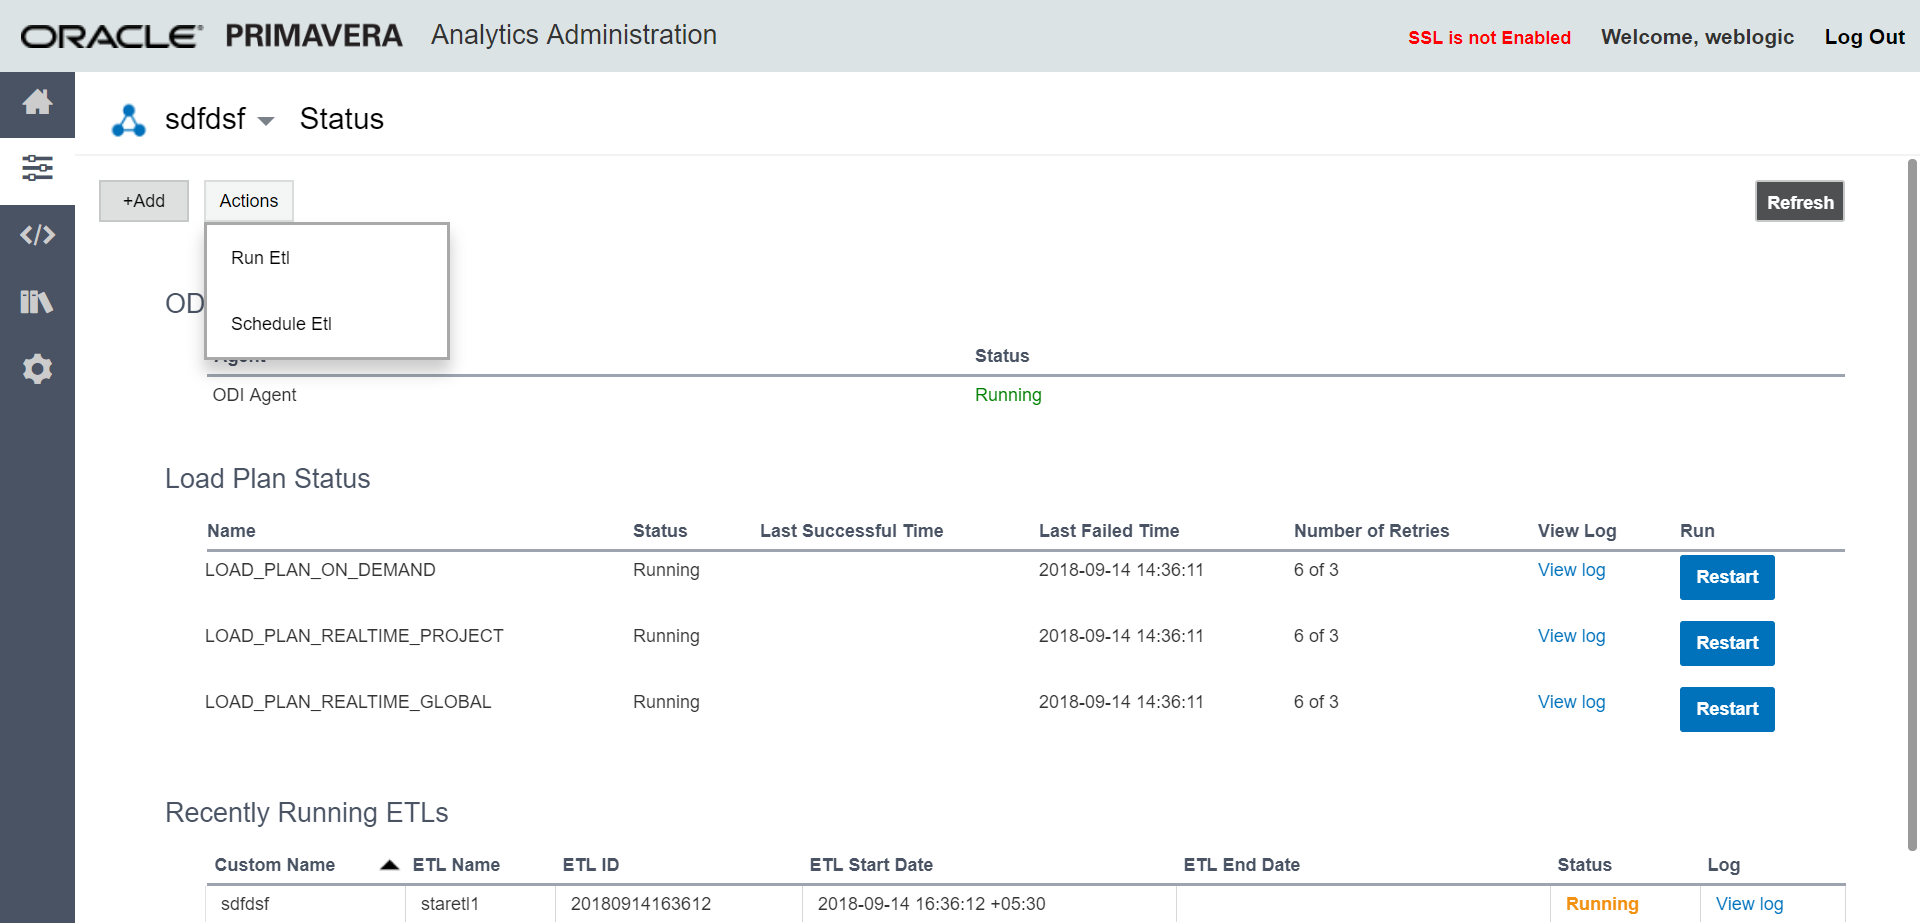 ORACLE PRIMAVERA Analytics Administration SSL is not Enabled Welcome, weblogic Log Out
sdfdsf Status
+Add Actions Refresh
Run Etl
Schedule Etl
OD
Agent Status
ODI Agent Running
Load Plan Status
Name Status Last Successful Time Last Failed Time Number of Retries View Log Run
LOAD_PLAN_ON_DEMAND Running 2018-09-14 14:36:11 6 of 3 View log Restart
LOAD_PLAN_REALTIME_PROJECT Running 2018-09-14 14:36:11 6 of 3 View log Restart
LOAD_PLAN_REALTIME_GLOBAL Running 2018-09-14 14:36:11 6 of 3 View log Restart
Recently Running ETLs
Custom Name ETL Name ETL ID ETL Start Date ETL End Date Status Log
sdfdsf staretl1 20180914163612 2018-09-14 16:36:12 +05:30 Running View log